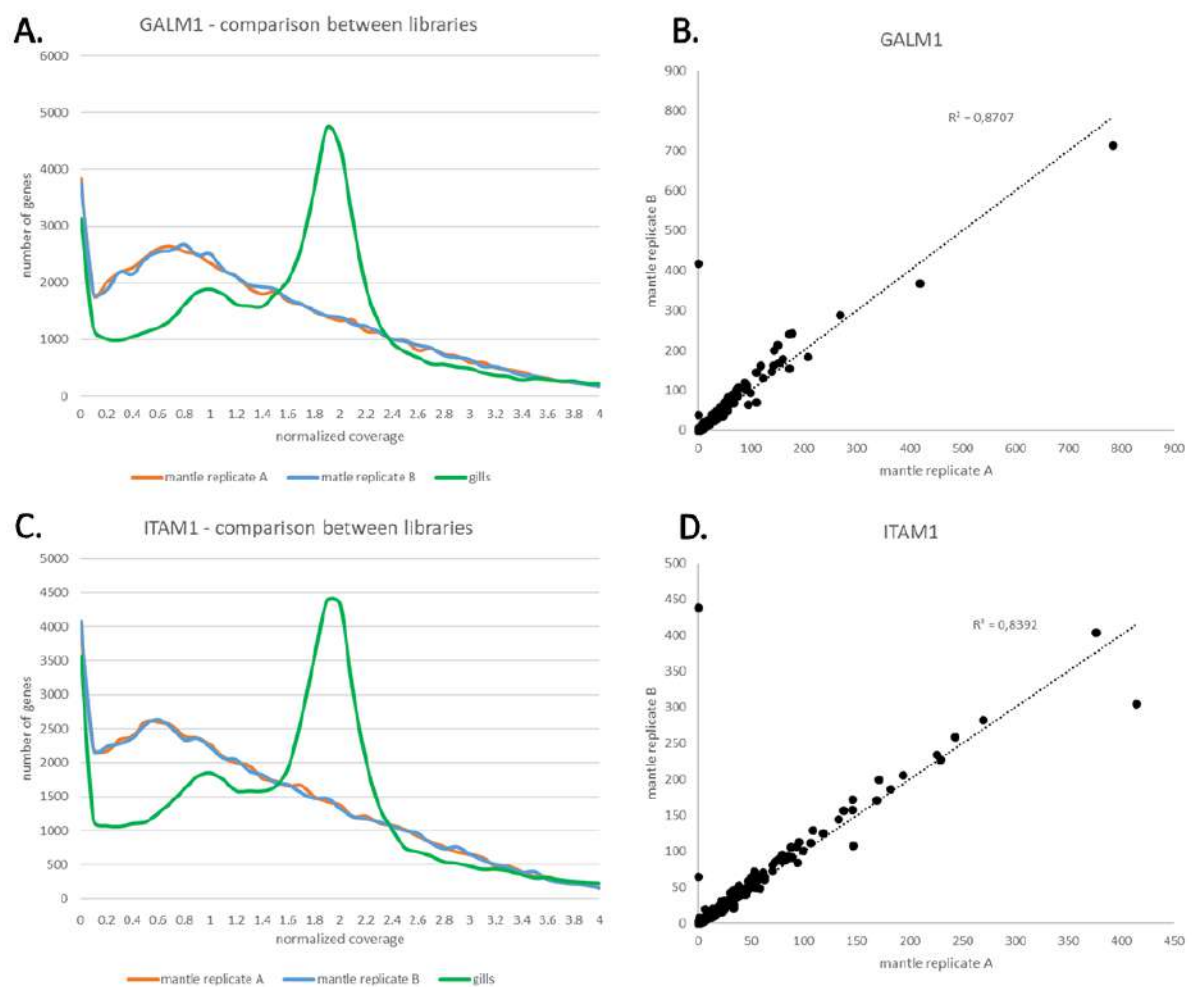 A.
GALM1 - comparison between libraries
6000
5000
4000
3000
2000
1000
0
number of genes
0 0.2 0.4 0.6 0.8 1 1.2 1.4 1.6 1.8 2 2.2 2.4 2.6 2.8 3 3.2 3.4 3.6 3.8 4
normalized coverage
mantle replicate A matle replicate B gills
B.
GALM1
900
800
700
600
500
400
300
200
100
0
mantle replicate B
R² = 0,8707
0 100 200 300 400 500 600 700 800 900
mantle replicate A
C.
ITAM1 - comparison between libraries
5000
4500
4000
3500
3000
2500
2000
1500
1000
500
0
number of genes
0 0.2 0.4 0.6 0.8 1 1.2 1.4 1.6 1.8 2 2.2 2.4 2.6 2.8 3 3.2 3.4 3.6 3.8 4
normalized coverage
mantle replicate A mantle replicate B gills
D.
ITAM1
500
450
400
350
300
250
200
150
100
50
0
mantle replicate B
R² = 0,8392
0 50 100 150 200 250 300 350 400 450
mantle replicate A